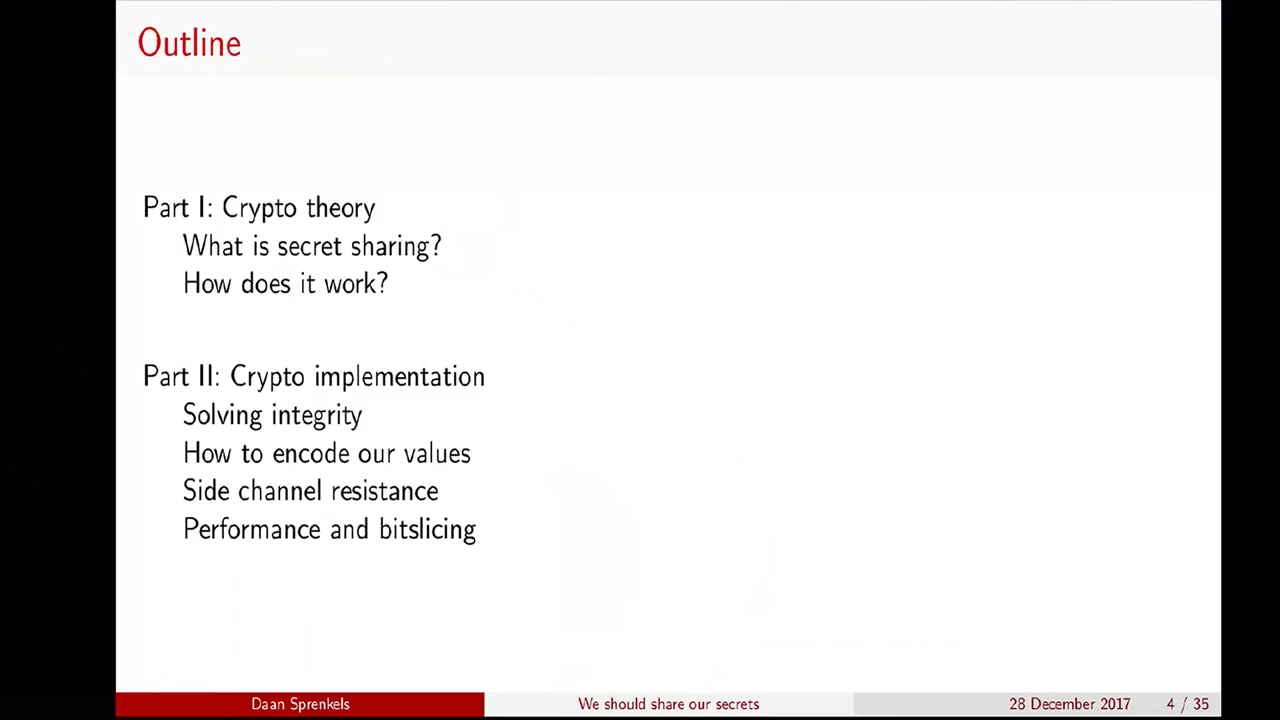 Outline
Part I: Crypto theory
What is secret sharing?
How does it work?
Part II: Crypto implementation
Solving integrity
How to encode our values
Side channel resistance
Performance and bitslicing
Daan Sprenkels We should share our secrets 28 December 2017 4 / 35